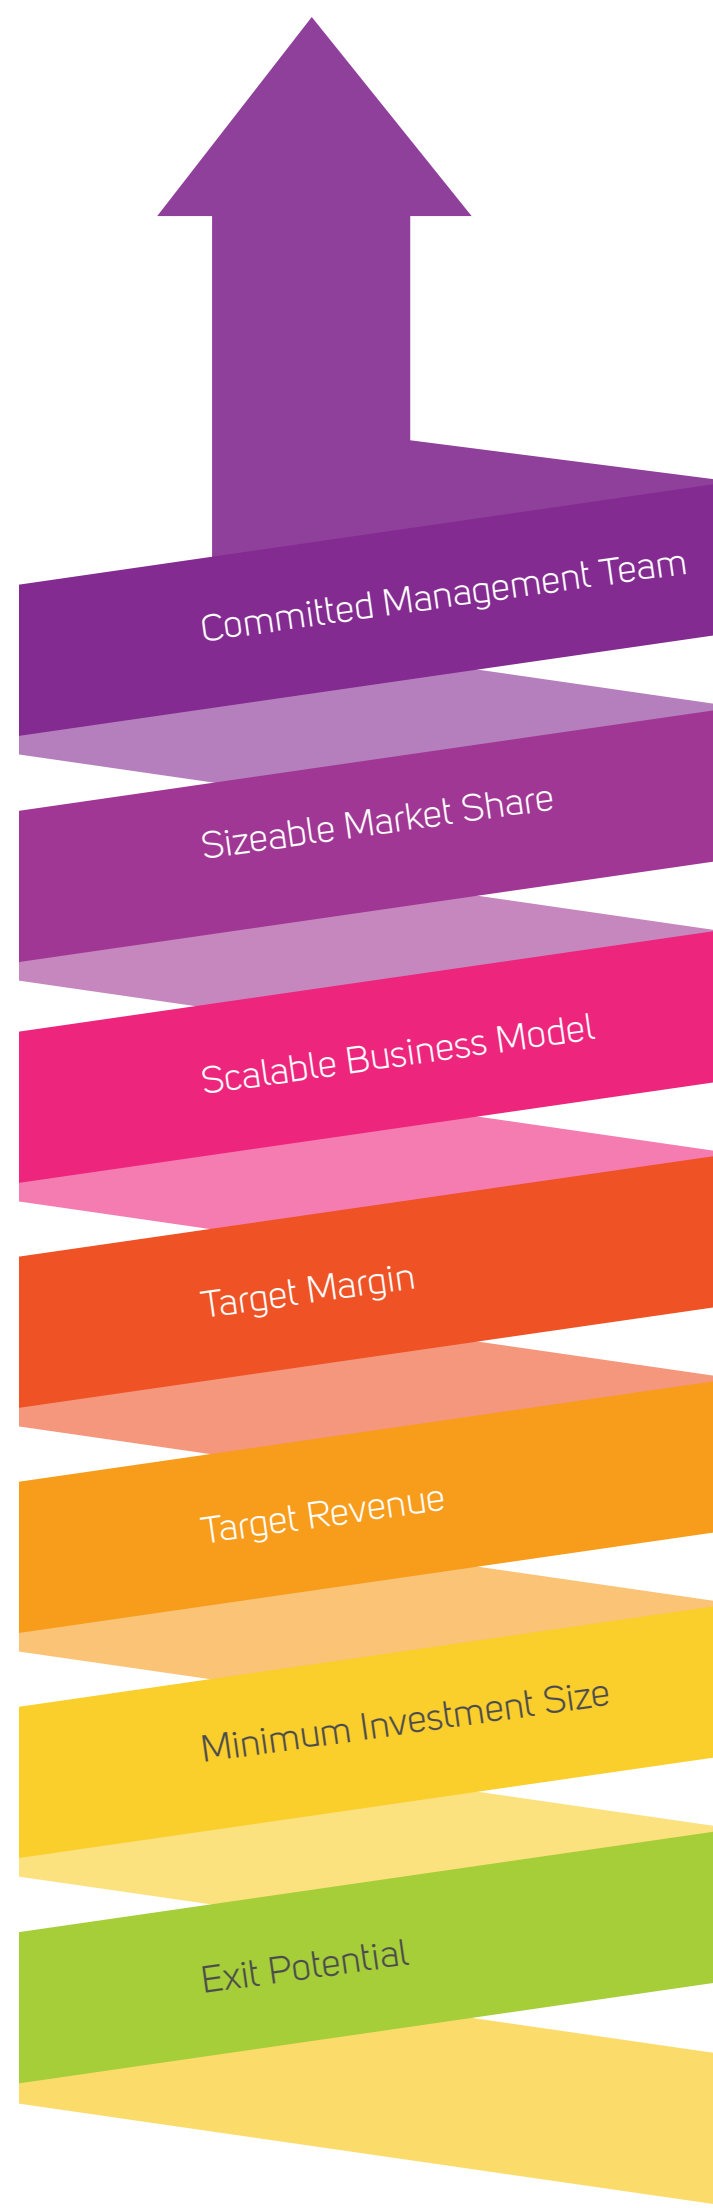 Committed Management Team
Sizeable Market Share
Scalable Business Model
Target Margin
Target Revenue
Minimum Investment Size
Exit Potential